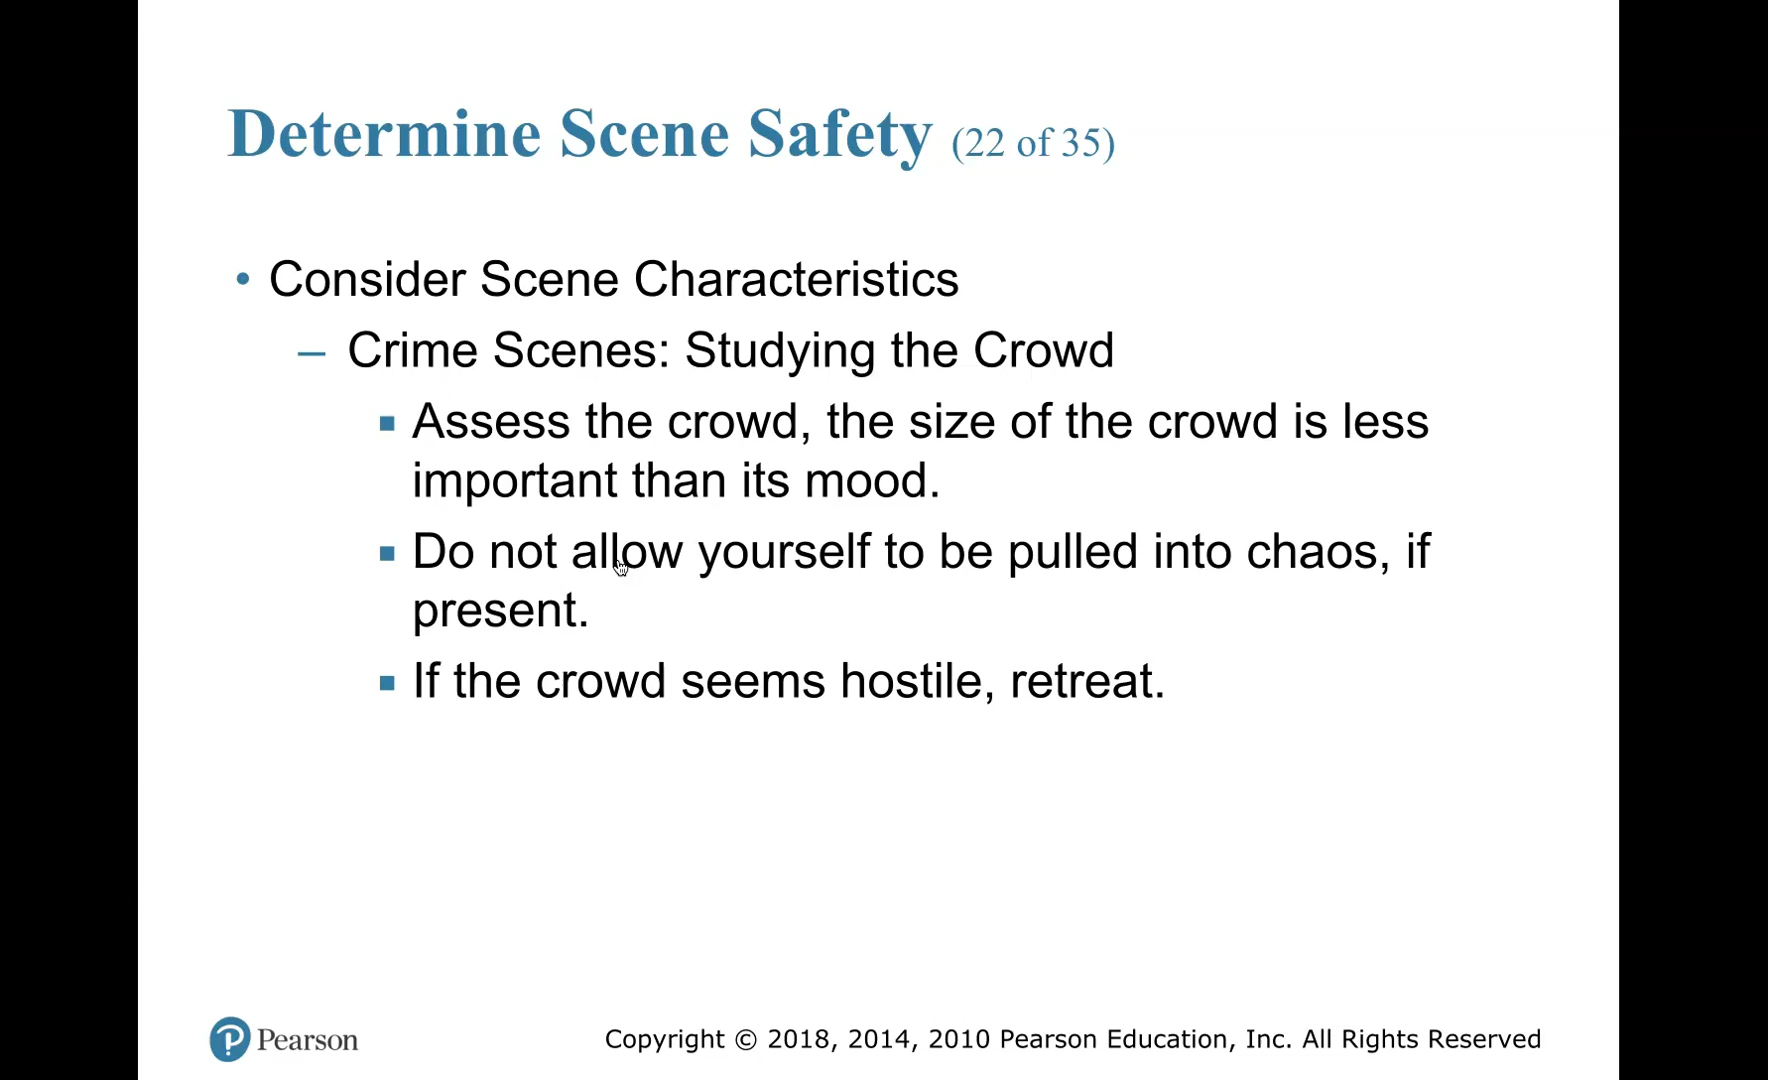 Determine Scene Safety (22 of 35)
• Consider Scene Characteristics
– Crime Scenes: Studying the Crowd
▪ Assess the crowd, the size of the crowd is less
important than its mood.
▪ Do not allow yourself to be pulled into chaos, if
present.
▪ If the crowd seems hostile, retreat.
Pearson
Copyright © 2018, 2014, 2010 Pearson Education, Inc. All Rights Reserved